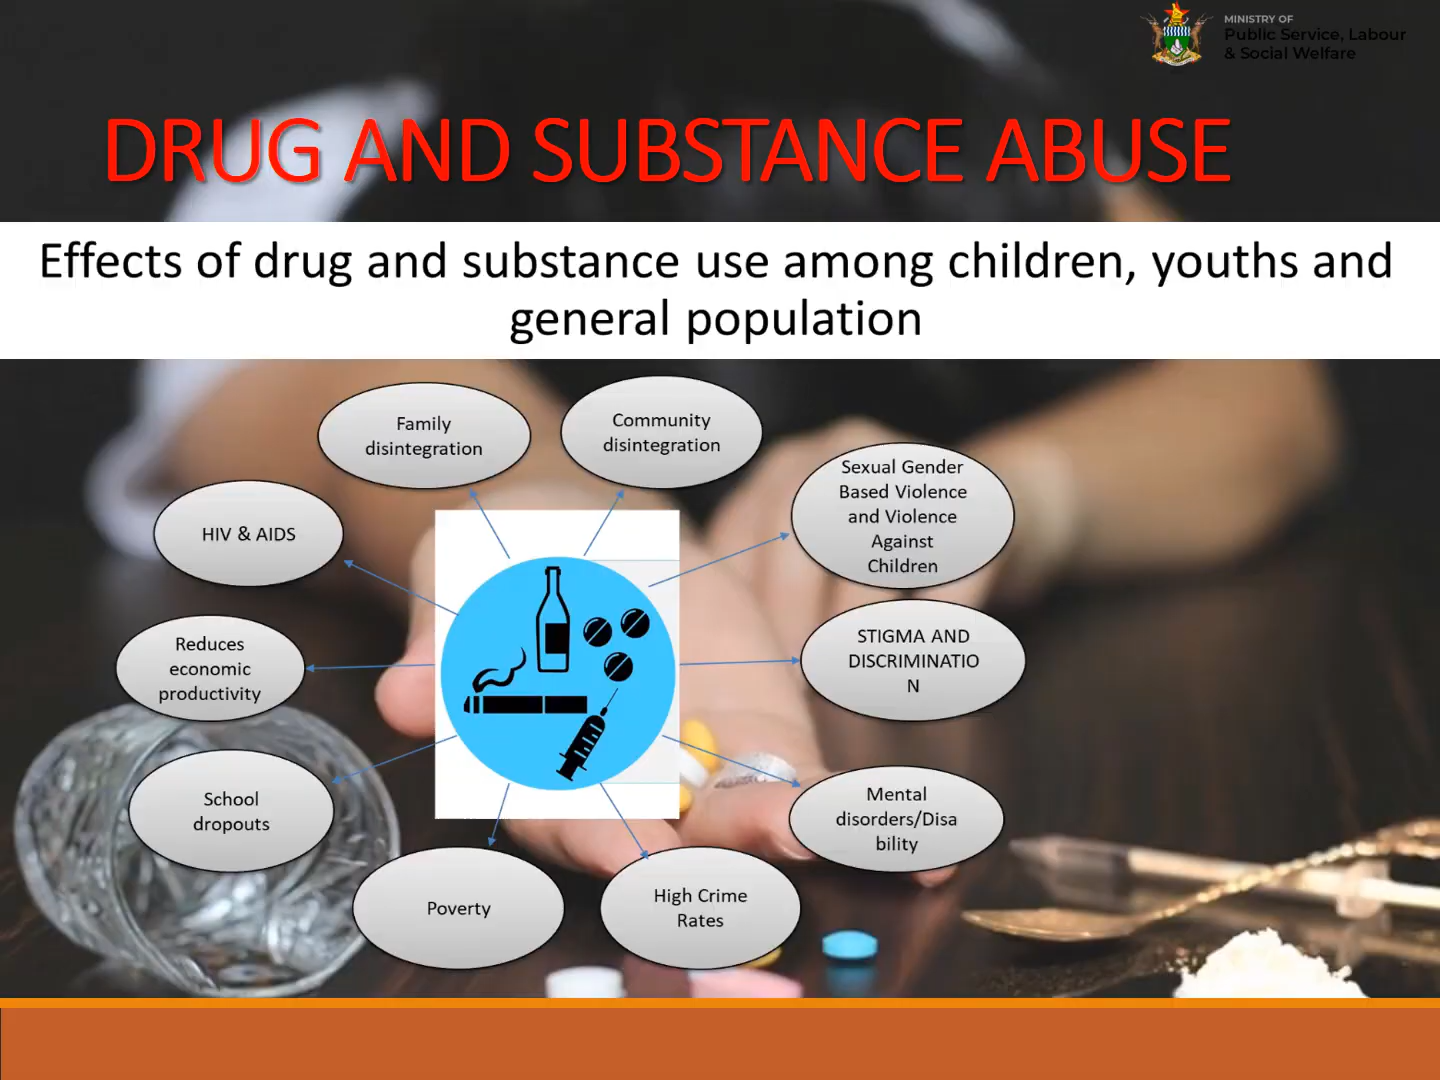 MINISTRY OF
Public Service, Labour
& Social Welfare
DRUG AND SUBSTANCE ABUSE
Effects of drug and substance use among children, youths and
general population
Family
disintegration
Community
disintegration
Sexual Gender
Based Violence
and Violence
Against
Children
HIV & AIDS
Reduces
economic
productivity
STIGMA AND
DISCRIMINATIO
N
School
dropouts
Mental
disorders/Disa
bility
Poverty
High Crime
Rates